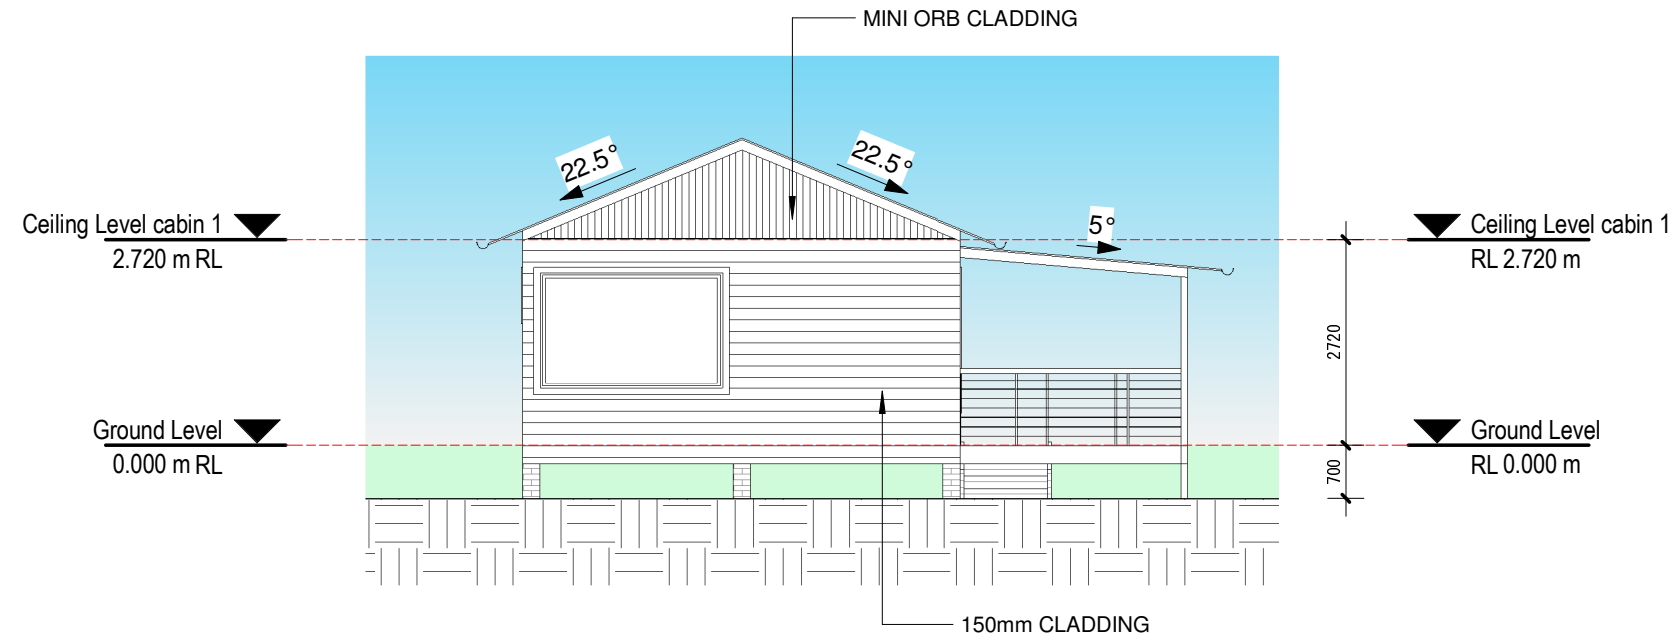 MINI ORB CLADDING
22.5°
22.5°
5°
Ceiling Level cabin 1
2.720 m RL
Ceiling Level cabin 1
RL 2.720 m
2720
Ground Level
0.000 m RL
Ground Level
RL 0.000 m
700
150mm CLADDING